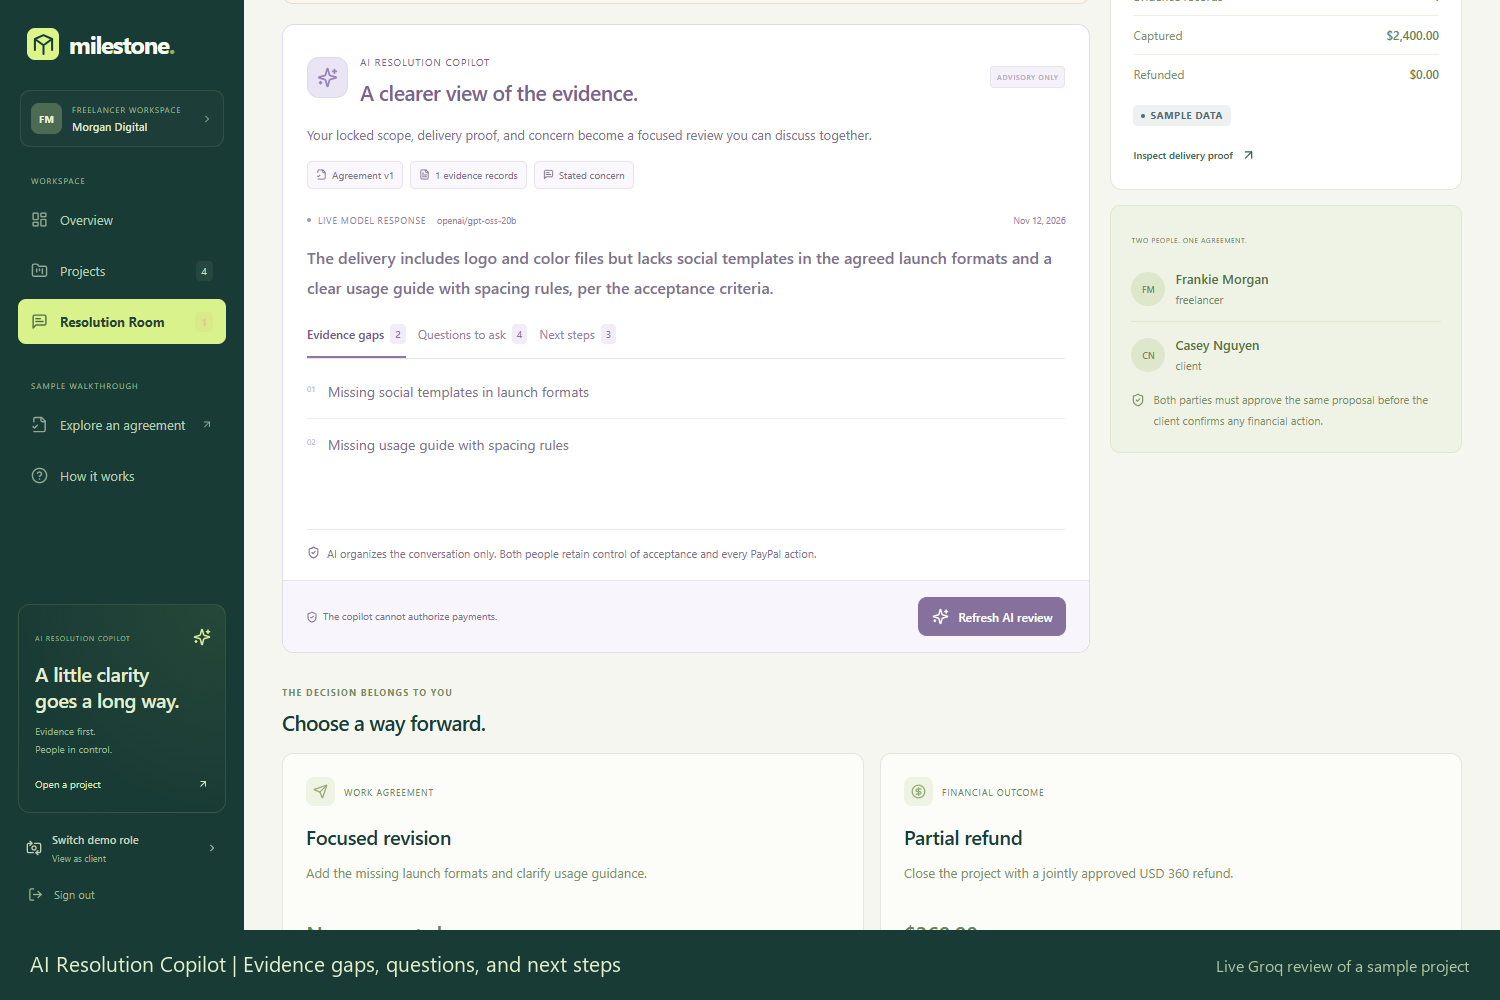 milestone.
FM
FREELANCER WORKSPACE
Morgan Digital
WORKSPACE
Overview
Projects 4
Resolution Room 1
SAMPLE WALKTHROUGH
Explore an agreement
How it works
AI RESOLUTION COPILOT
A little clarity
goes a long way.
Evidence first.
People in control.
Open a project
Switch demo role
View as client
Sign out
AI RESOLUTION COPILOT
A clearer view of the evidence.
ADVISORY ONLY
Your locked scope, delivery proof, and concern become a focused review you can discuss together.
Agreement v1
1 evidence records
Stated concern
LIVE MODEL RESPONSE openai/gpt-oss-20b Nov 12, 2026
The delivery includes logo and color files but lacks social templates in the agreed launch formats and a
clear usage guide with spacing rules, per the acceptance criteria.
Evidence gaps 2 Questions to ask 4 Next steps 3
01 Missing social templates in launch formats
02 Missing usage guide with spacing rules
AI organizes the conversation only. Both people retain control of acceptance and every PayPal action.
The copilot cannot authorize payments.
Refresh AI review
Captured $2,400.00
Refunded $0.00
SAMPLE DATA
Inspect delivery proof
TWO PEOPLE. ONE AGREEMENT.
FM
Frankie Morgan
freelancer
CN
Casey Nguyen
client
Both parties must approve the same proposal before the
client confirms any financial action.
THE DECISION BELONGS TO YOU
Choose a way forward.
WORK AGREEMENT
Focused revision
Add the missing launch formats and clarify usage guidance.
FINANCIAL OUTCOME
Partial refund
Close the project with a jointly approved USD 360 refund.
$360.00
AI Resolution Copilot | Evidence gaps, questions, and next steps
Live Groq review of a sample project